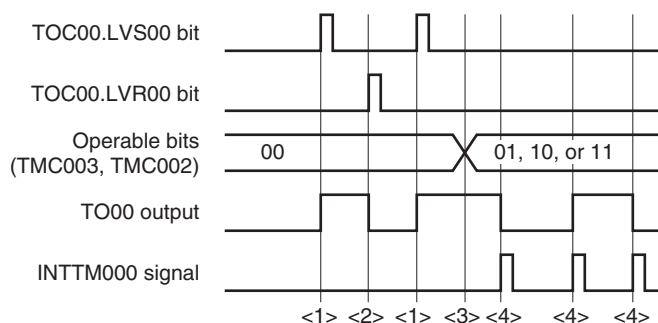 TOC00.LVS00 bit
TOC00.LVR00 bit
Operable bits
(TMC003, TMC002)
00
01, 10, or 11
TO00 output
INTTM000 signal
<1> <2> <1> <3> <4> <4> <4>